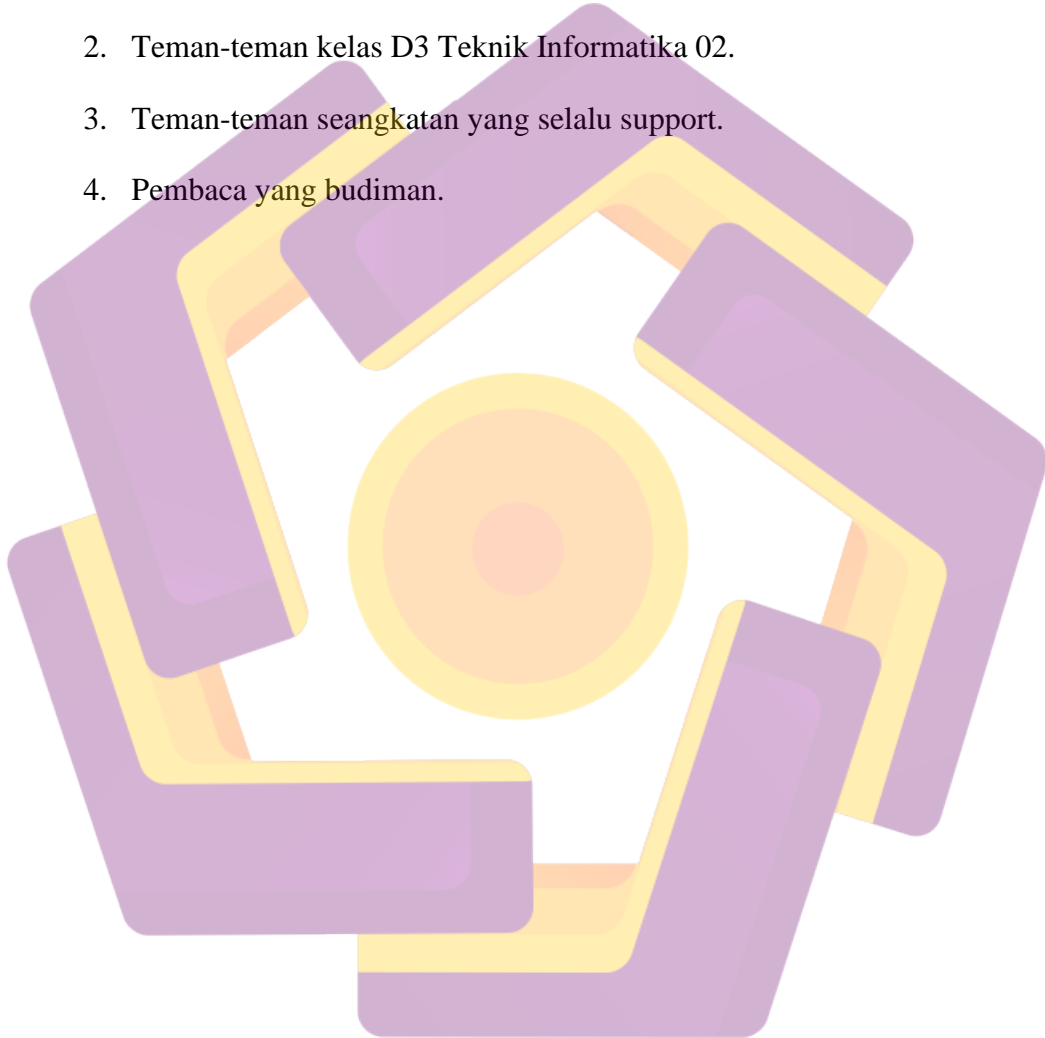 2. Teman-teman kelas D3 Teknik Informatika 02.
3. Teman-teman seangkatan yang selalu support.
4. Pembaca yang budiman.